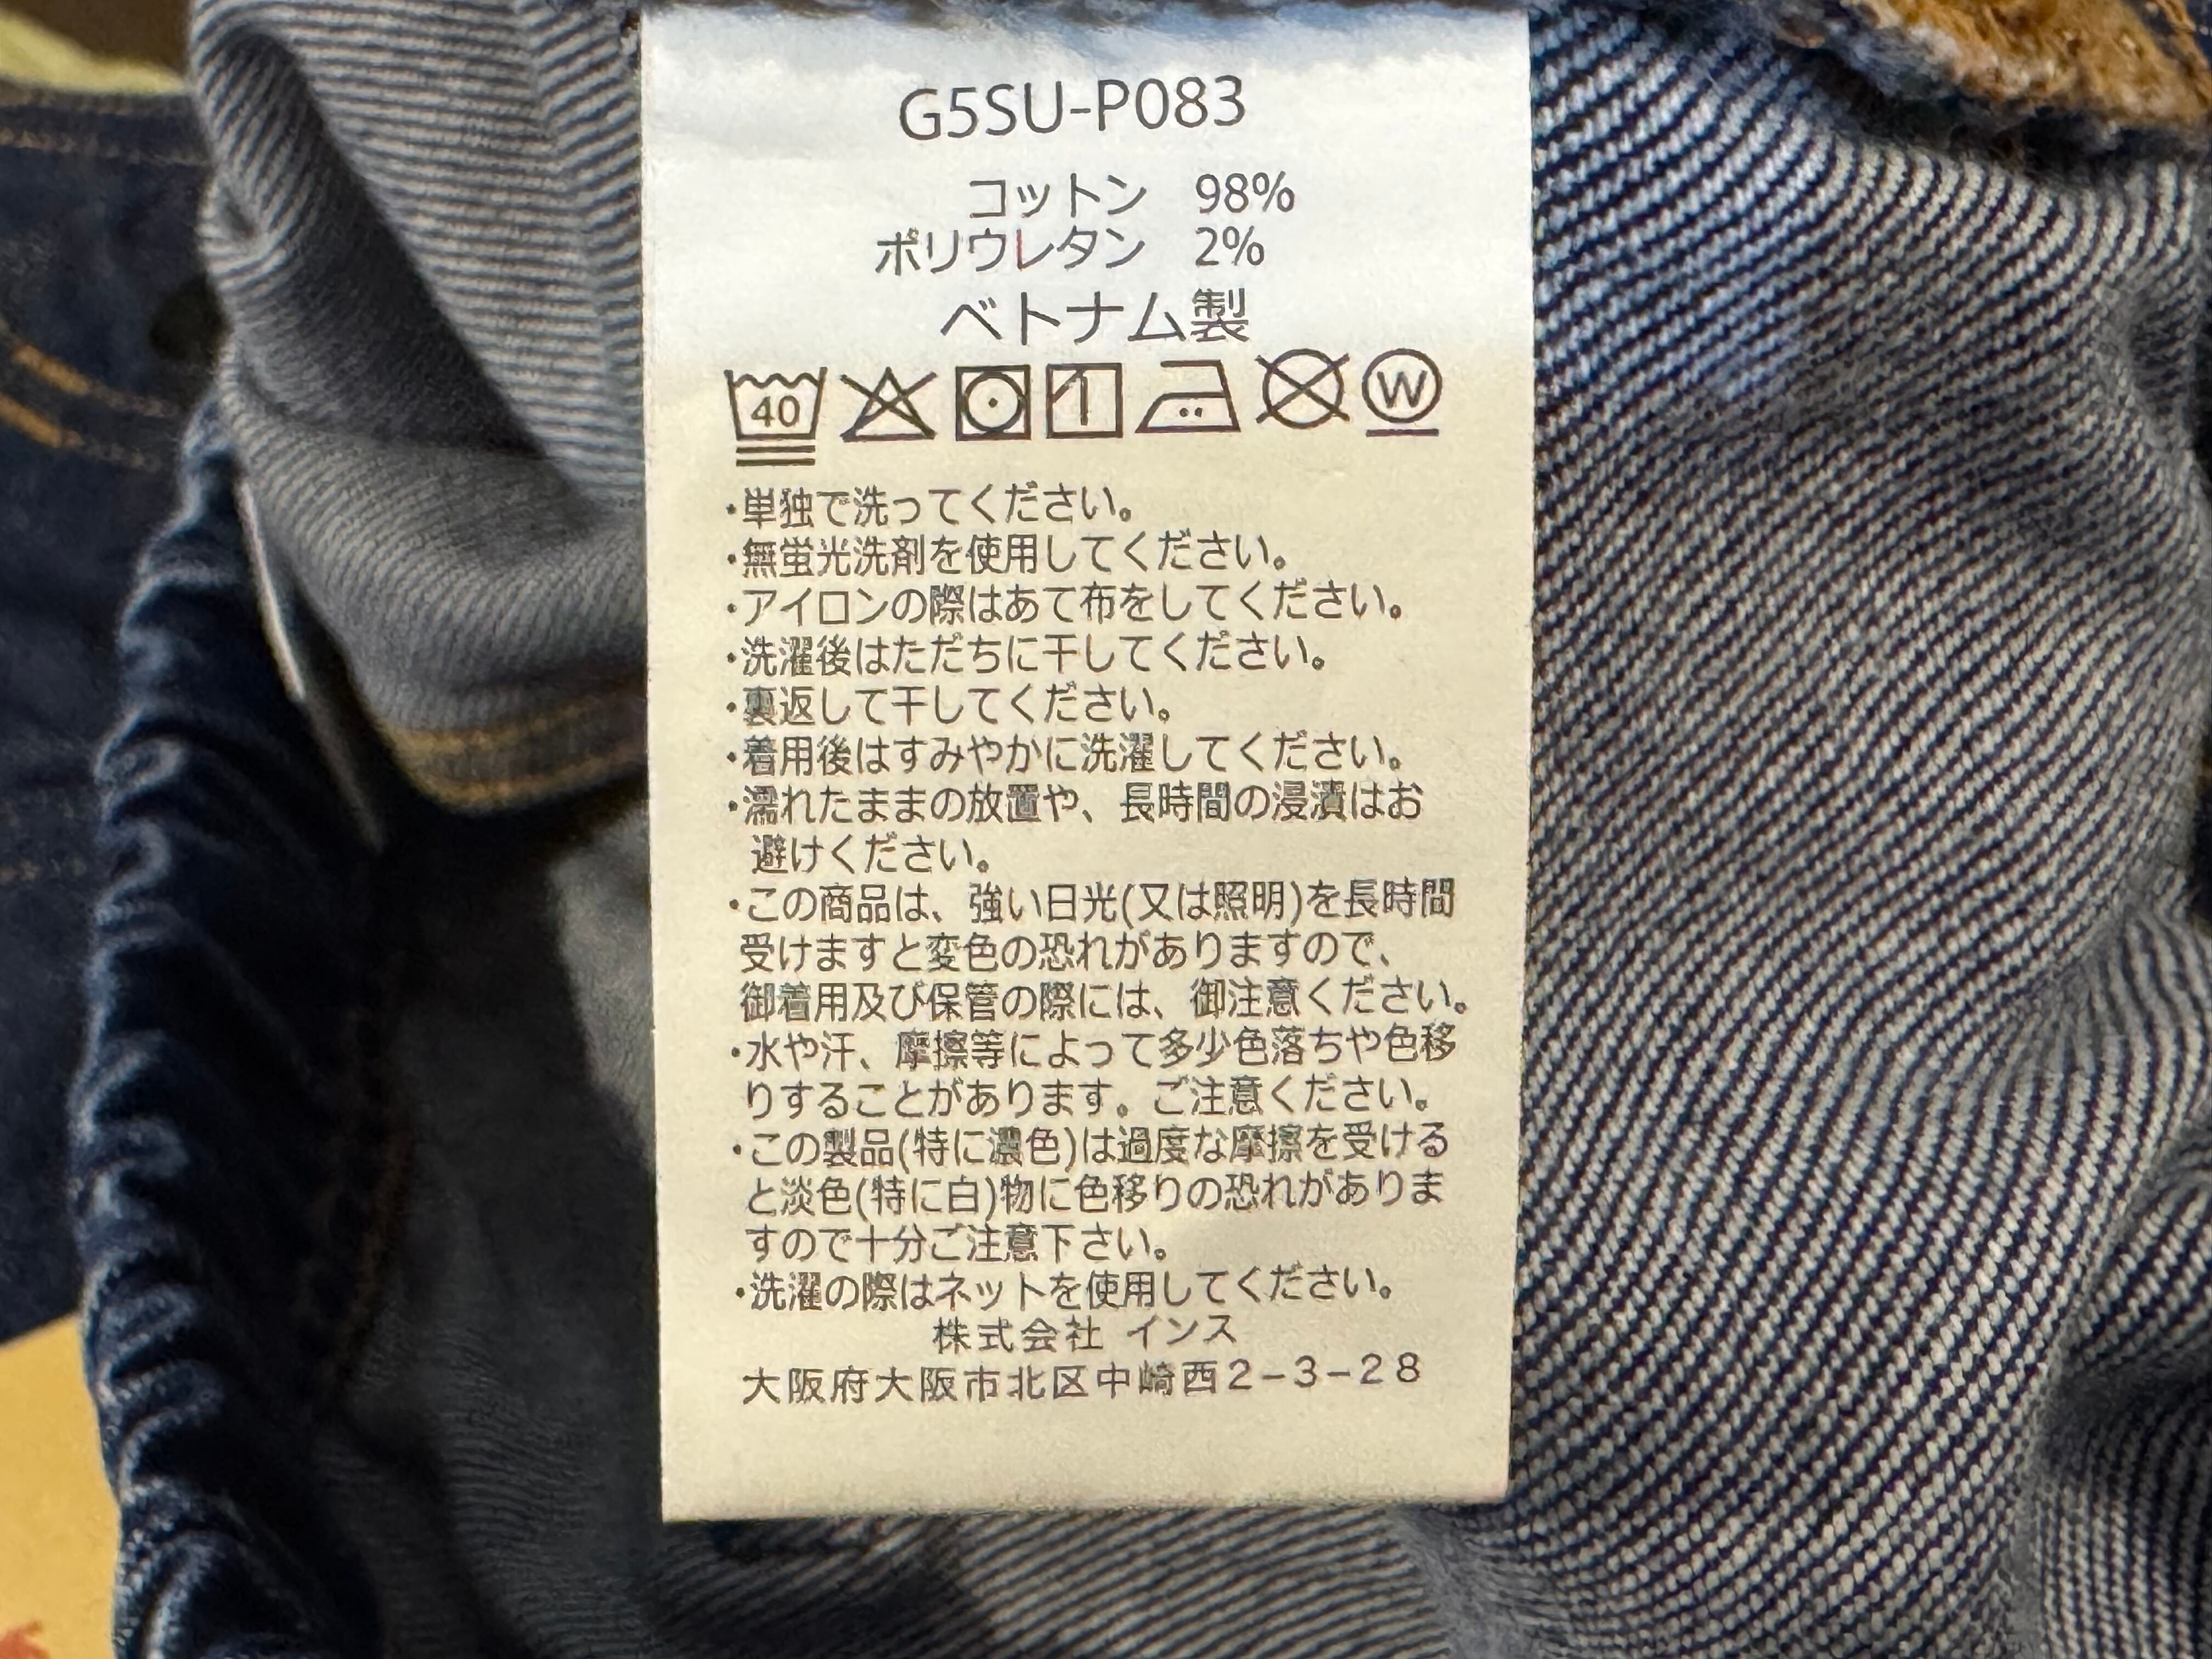 G5SU-P083
コットン 98%
ポリウレタン 2%
ベトナム製
40 W
・単独で洗ってください。
・無蛍光洗剤を使用してください。
・アイロンの際はあて布をしてください。
・洗濯後はただちに干してください。
・裏返して干してください。
・着用後はすみやかに洗濯してください。
・濡れたままの放置や、長時間の浸漬はお
避けください。
・この商品は、強い日光(又は照明)を長時間
受けますと変色の恐れがありますので、
御着用及び保管の際には、御注意ください。
・水や汗、摩擦等によって多少色落ちや色移
りすることがあります。ご注意ください。
・この製品(特に濃色)は過度な摩擦を受ける
と淡色(特に白)物に色移りの恐れがありま
すので十分ご注意下さい。
・洗濯の際はネットを使用してください。
株式会社 インス
大阪府大阪市北区中崎西2-3-28